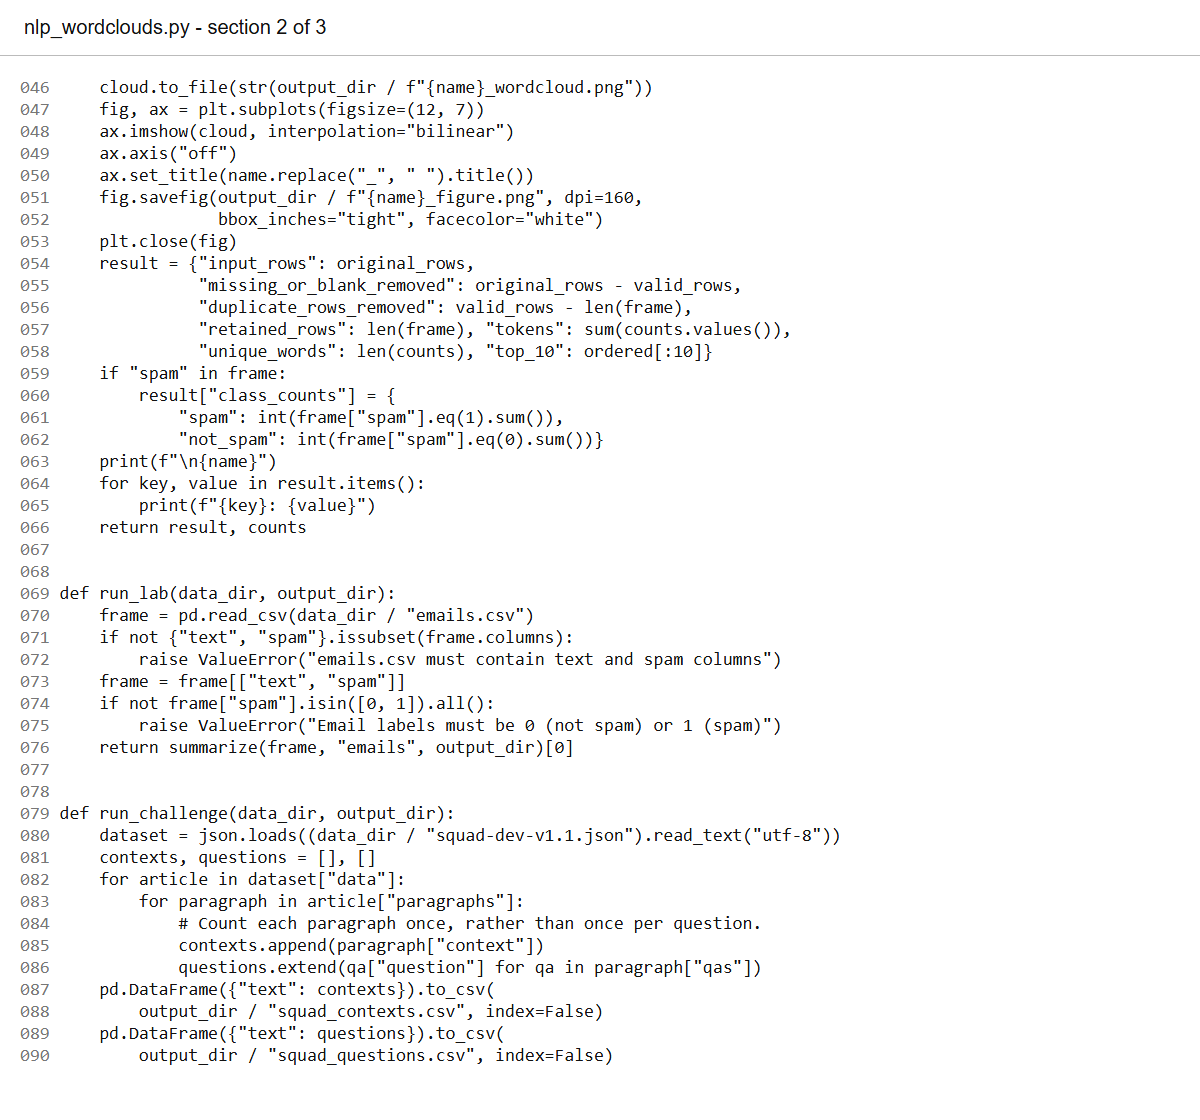 nlp_wordclouds.py - section 2 of 3
046     cloud.to_file(str(output_dir / f"{name}_wordcloud.png"))
047     fig, ax = plt.subplots(figsize=(12, 7))
048     ax.imshow(cloud, interpolation="bilinear")
049     ax.axis("off")
050     ax.set_title(name.replace("_", " ").title())
051     fig.savefig(output_dir / f"{name}_figure.png", dpi=160,
052                 bbox_inches="tight", facecolor="white")
053     plt.close(fig)
054     result = {"input_rows": original_rows,
055               "missing_or_blank_removed": original_rows - valid_rows,
056               "duplicate_rows_removed": valid_rows - len(frame),
057               "retained_rows": len(frame), "tokens": sum(counts.values()),
058               "unique_words": len(counts), "top_10": ordered[:10]}
059     if "spam" in frame:
060         result["class_counts"] = {
061             "spam": int(frame["spam"].eq(1).sum()),
062             "not_spam": int(frame["spam"].eq(0).sum())}
063     print(f"\n{name}")
064     for key, value in result.items():
065         print(f"{key}: {value}")
066     return result, counts
067
068
069 def run_lab(data_dir, output_dir):
070     frame = pd.read_csv(data_dir / "emails.csv")
071     if not {"text", "spam"}.issubset(frame.columns):
072         raise ValueError("emails.csv must contain text and spam columns")
073     frame = frame[["text", "spam"]]
074     if not frame["spam"].isin([0, 1]).all():
075         raise ValueError("Email labels must be 0 (not spam) or 1 (spam)")
076     return summarize(frame, "emails", output_dir)[0]
077
078
079 def run_challenge(data_dir, output_dir):
080     dataset = json.loads((data_dir / "squad-dev-v1.1.json").read_text("utf-8"))
081     contexts, questions = [], []
082     for article in dataset["data"]:
083         for paragraph in article["paragraphs"]:
084             # Count each paragraph once, rather than once per question.
085             contexts.append(paragraph["context"])
086             questions.extend(qa["question"] for qa in paragraph["qas"])
087     pd.DataFrame({"text": contexts}).to_csv(
088         output_dir / "squad_contexts.csv", index=False)
089     pd.DataFrame({"text": questions}).to_csv(
090         output_dir / "squad_questions.csv", index=False)